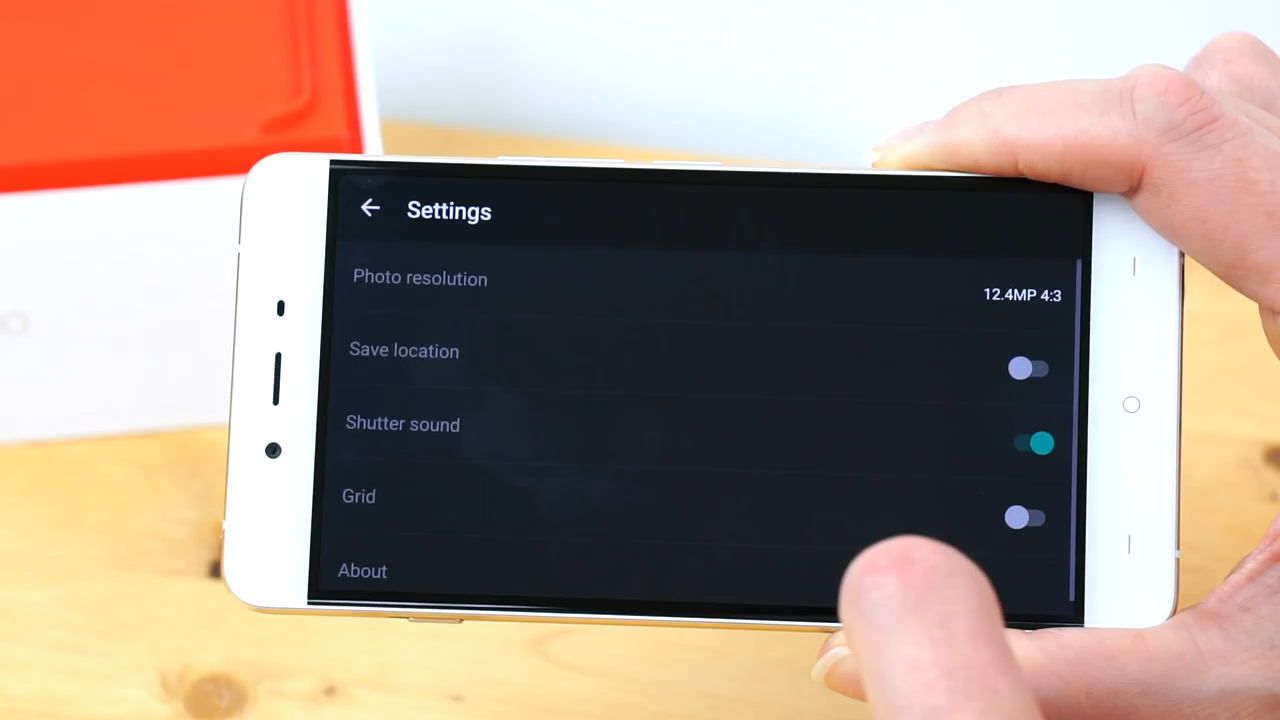 Settings
Photo resolution
12.4MP 4:3
Save location
Shutter sound
Grid
About